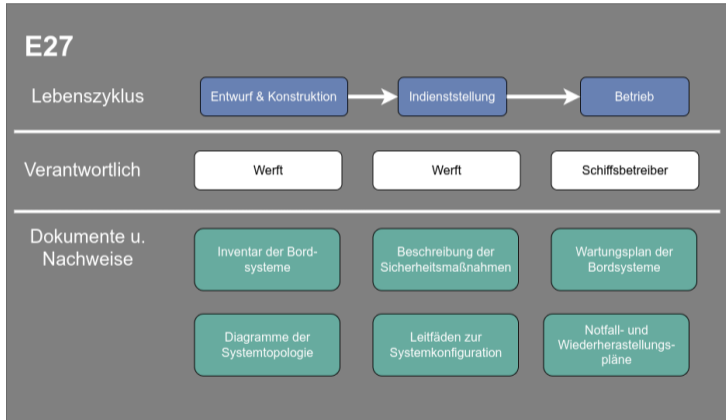 E27
Lebenszyklus
Entwurf & Konstruktion
Indienststellung
Betrieb
Verantwortlich
Werft
Werft
Schiffsbetreiber
Dokumente u.
Nachweise
Inventar der Bord-
systeme
Beschreibung der
Sicherheitsmaßnahmen
Wartungsplan der
Bordsysteme
Diagramme der
Systemtopologie
Leitfäden zur
Systemkonfiguration
Notfall- und
Wiederherastellungs-
pläne